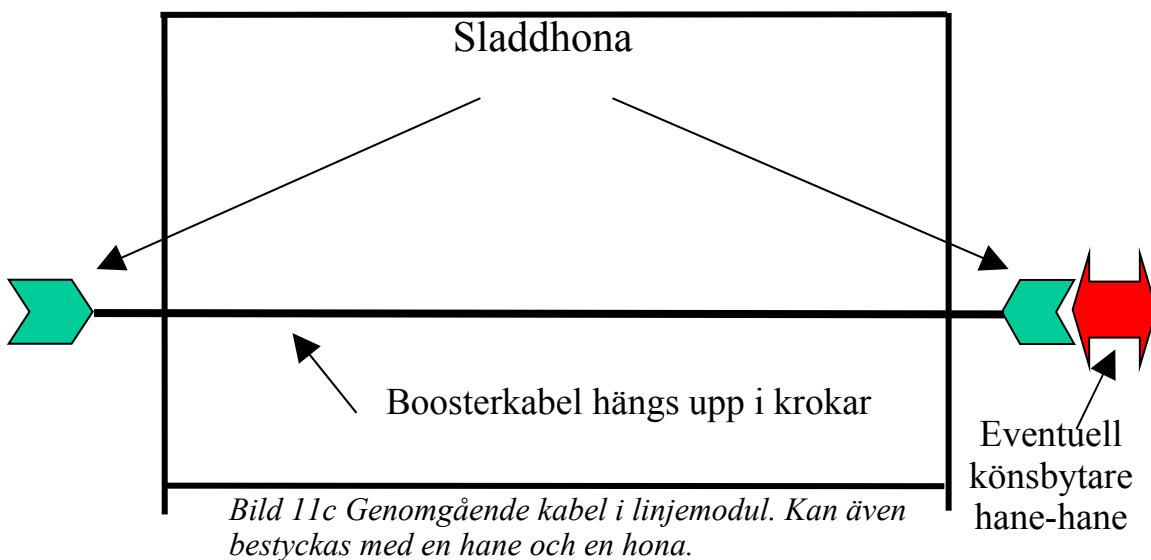 Sladdhona
Boosterkabel hängs upp i krokar
Eventuell
könsbytare
hane-hane
Bild 11c Genomgående kabel i linjemodul. Kan även
bestyckas med en hane och en hona.